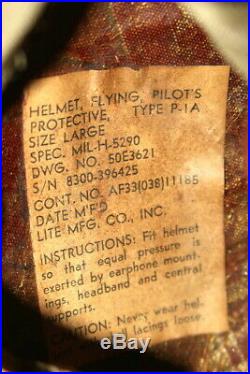 HELMET, FLYING, PILOT'S
PROTECTIVE, TYPE P-1A
SIZE LARGE
SPEC. MIL-H-5290
DWG. NO. 50E3621
S/N 8300-396425
CONT. NO. AF33(038)11185
DATE M'F'D
LITE MFG. CO., INC.
INSTRUCTIONS: Fit helmet
so that equal pressure is
exerted by earphone mount-
ings, headband and central
supports.
CAUTION: Never wear hel-
lacings loose.